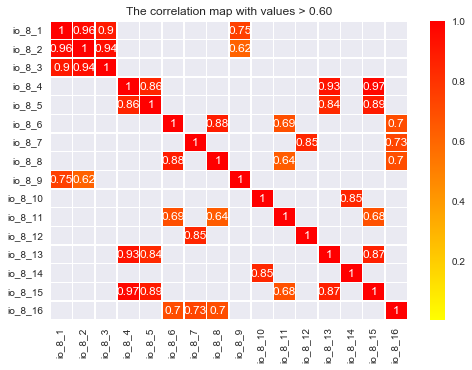 The correlation map with values > 0.60
io_8_1 1 0.96 0.9 0.75
io_8_2 0.96 1 0.94 0.62
io_8_3 0.9 0.94 1
io_8_4 1 0.86 0.93 0.97
io_8_5 0.86 1 0.84 0.89
io_8_6 1 0.88 0.69 0.7
io_8_7 1 0.85 0.73
io_8_8 0.88 1 0.64 0.7
io_8_9 0.75 0.62 1
io_8_10 1 0.85
io_8_11 0.69 0.64 1 0.68
io_8_12 0.85 1
io_8_13 0.93 0.84 1 0.87
io_8_14 0.85 1
io_8_15 0.97 0.89 0.68 0.87 1
io_8_16 0.7 0.73 0.7 1
io_8_1 io_8_2 io_8_3 io_8_4 io_8_5 io_8_6 io_8_7 io_8_8 io_8_9 io_8_10 io_8_11 io_8_12 io_8_13 io_8_14 io_8_15 io_8_16
1.0
0.8
0.6
0.4
0.2